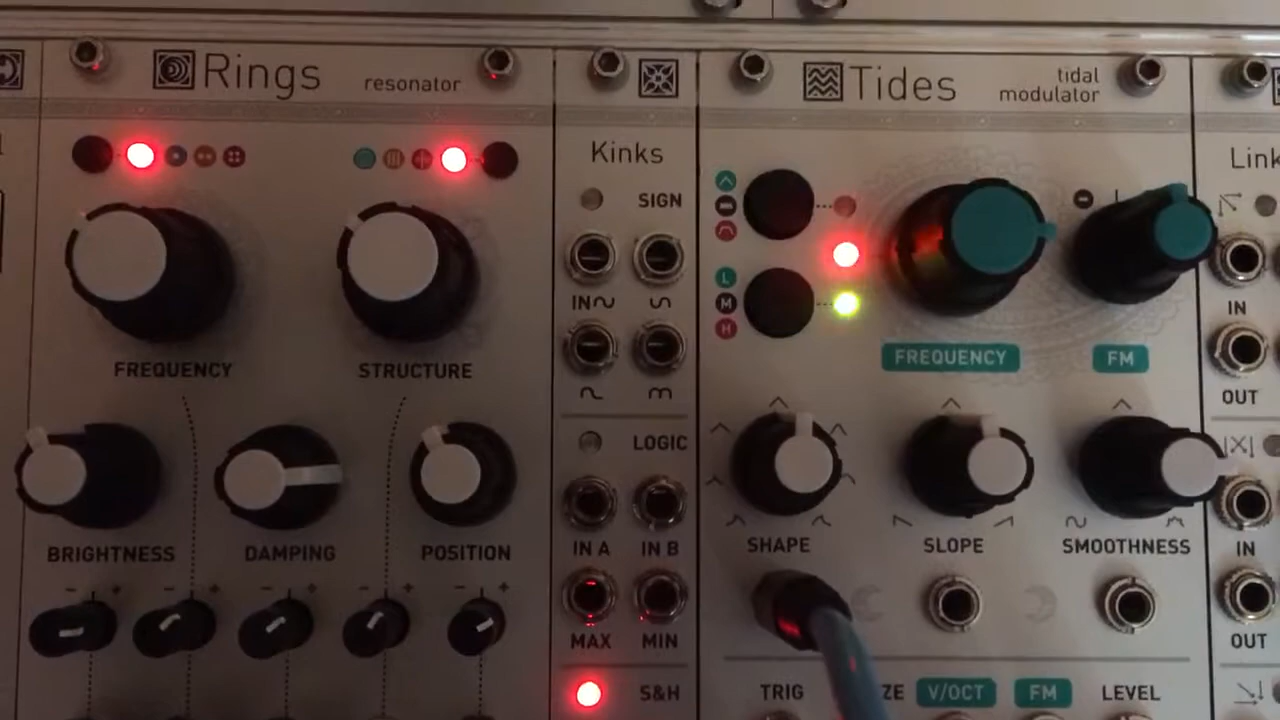 Rings resonator
FREQUENCY STRUCTURE
BRIGHTNESS DAMPING POSITION
- + - + - + - + - +
Kinks
SIGN
IN
LOGIC
IN A IN B
MAX MIN
S&H
Tides tidal
modulator
L
M
H
FREQUENCY FM
SHAPE SLOPE SMOOTHNESS
TRIG V/OCT FM LEVEL
Link
IN
OUT
IN
OUT